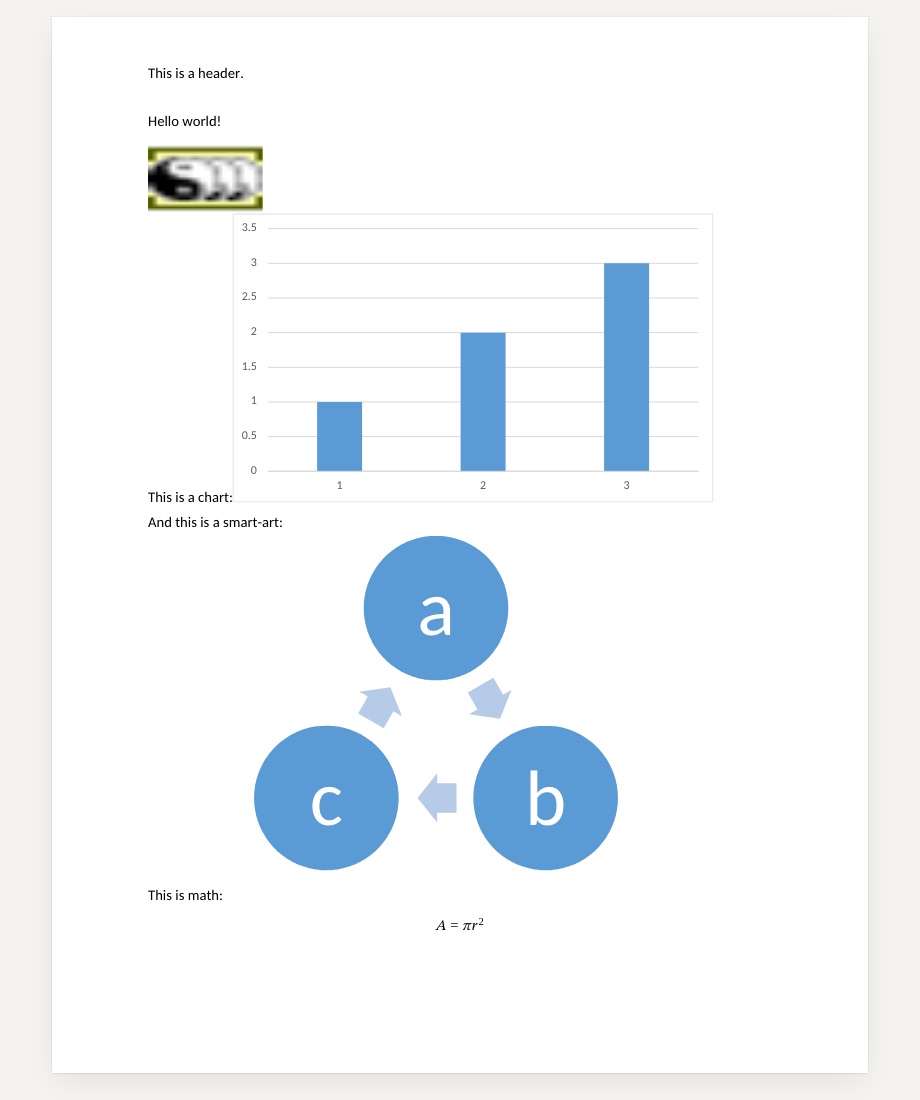 This is a header.
Hello world!
3.5
3
2.5
2
1.5
1
0.5
0
1 2 3
This is a chart:
And this is a smart-art:
a
c b
This is math:
A = πr²